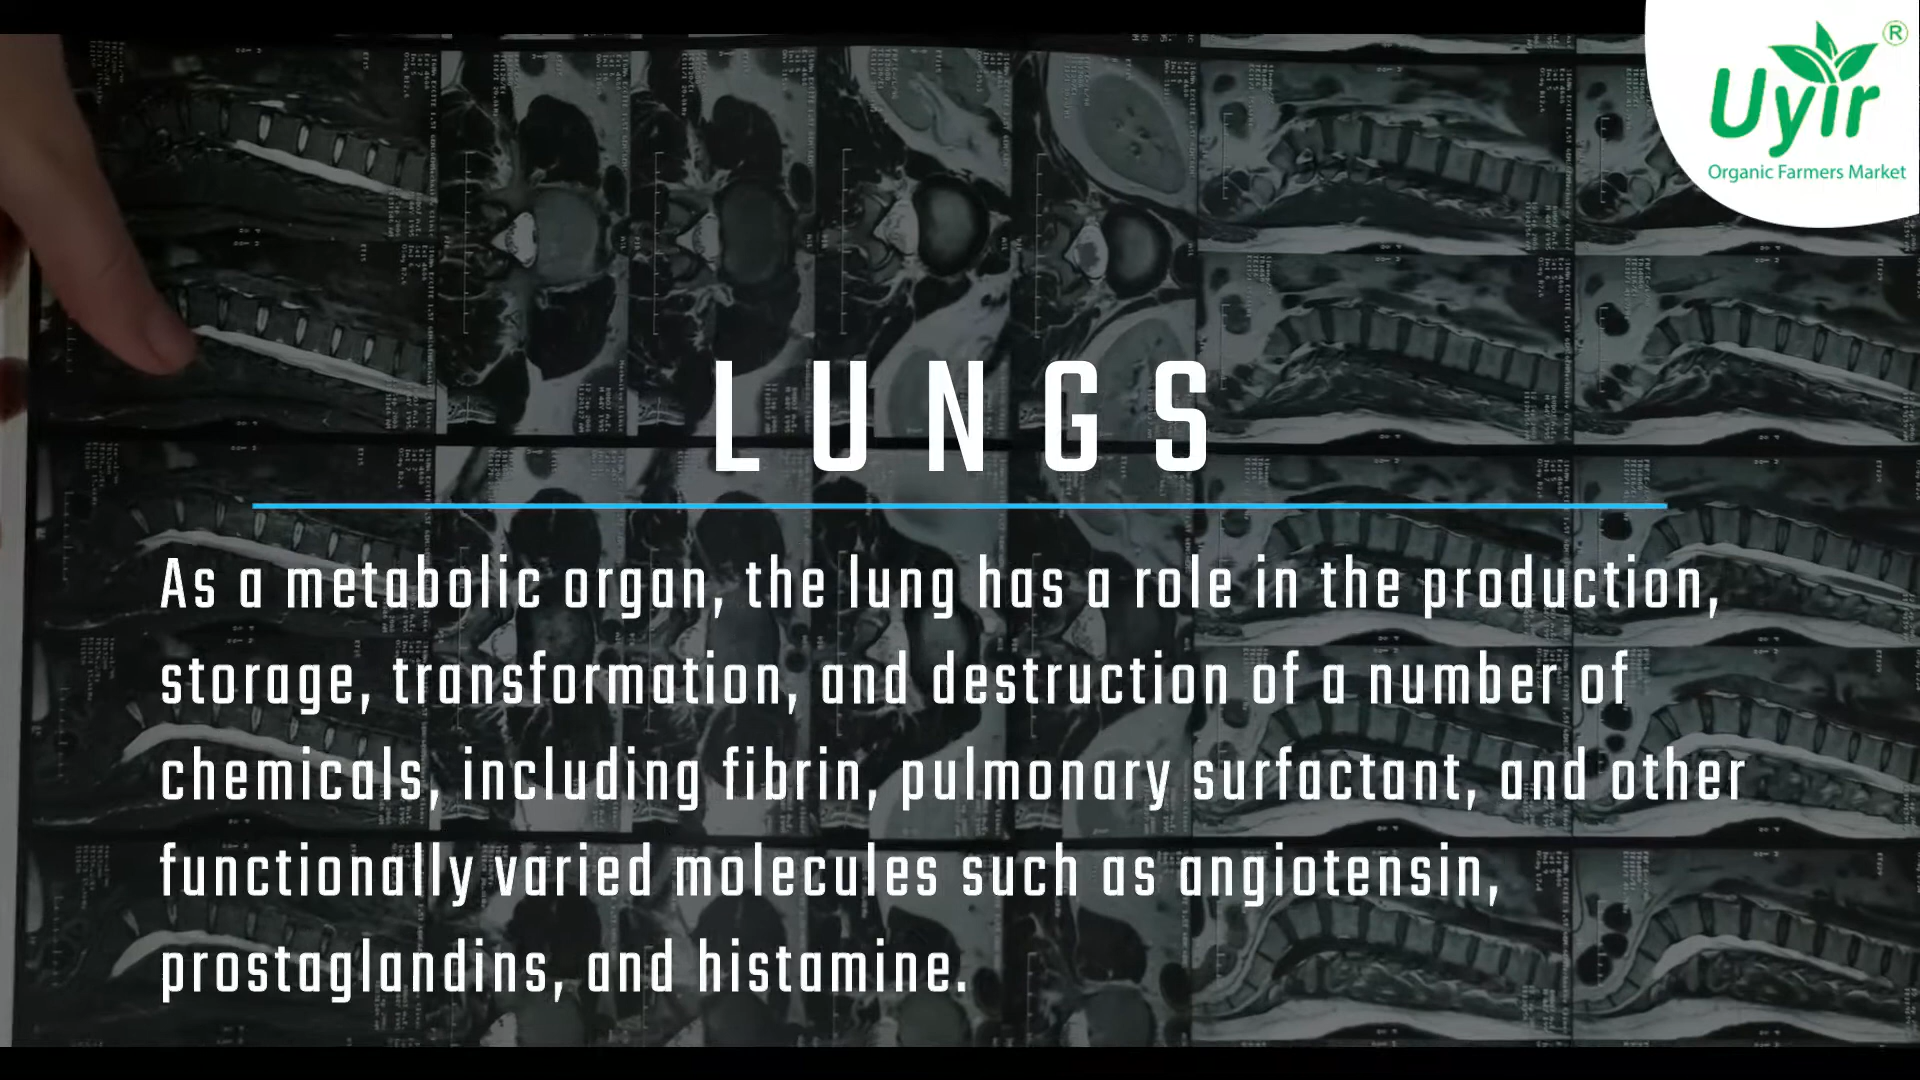 Uyir ®
Organic Farmers Market
LUNGS
As a metabolic organ, the lung has a role in the production,
storage, transformation, and destruction of a number of
chemicals, including fibrin, pulmonary surfactant, and other
functionally varied molecules such as angiotensin,
prostaglandins, and histamine.